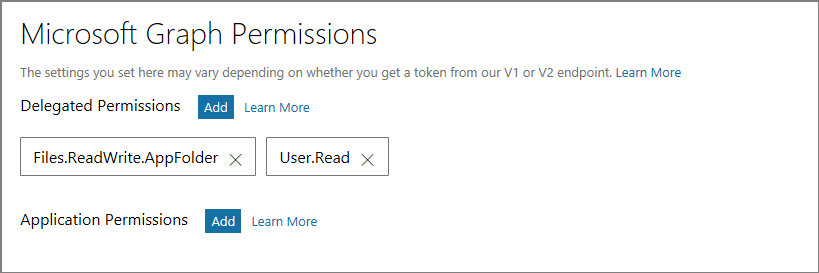 Microsoft Graph Permissions
The settings you set here may vary depending on whether you get a token from our V1 or V2 endpoint. Learn More
Delegated Permissions Add Learn More
Files.ReadWrite.AppFolder User.Read
Application Permissions Add Learn More